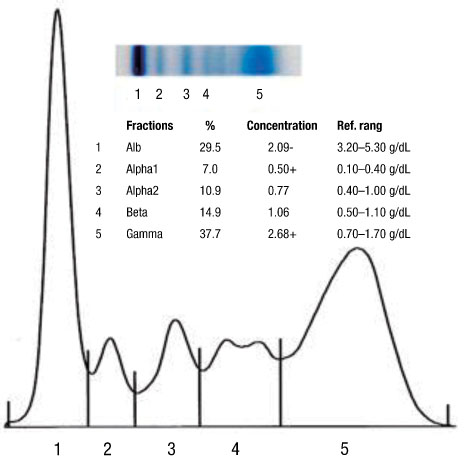 1 2 3 4 5
Fractions % Concentration Ref. rang
1 Alb 29.5 2.09- 3.20–5.30 g/dL
2 Alpha1 7.0 0.50+ 0.10–0.40 g/dL
3 Alpha2 10.9 0.77 0.40–1.00 g/dL
4 Beta 14.9 1.06 0.50–1.10 g/dL
5 Gamma 37.7 2.68+ 0.70–1.70 g/dL
1 2 3 4 5